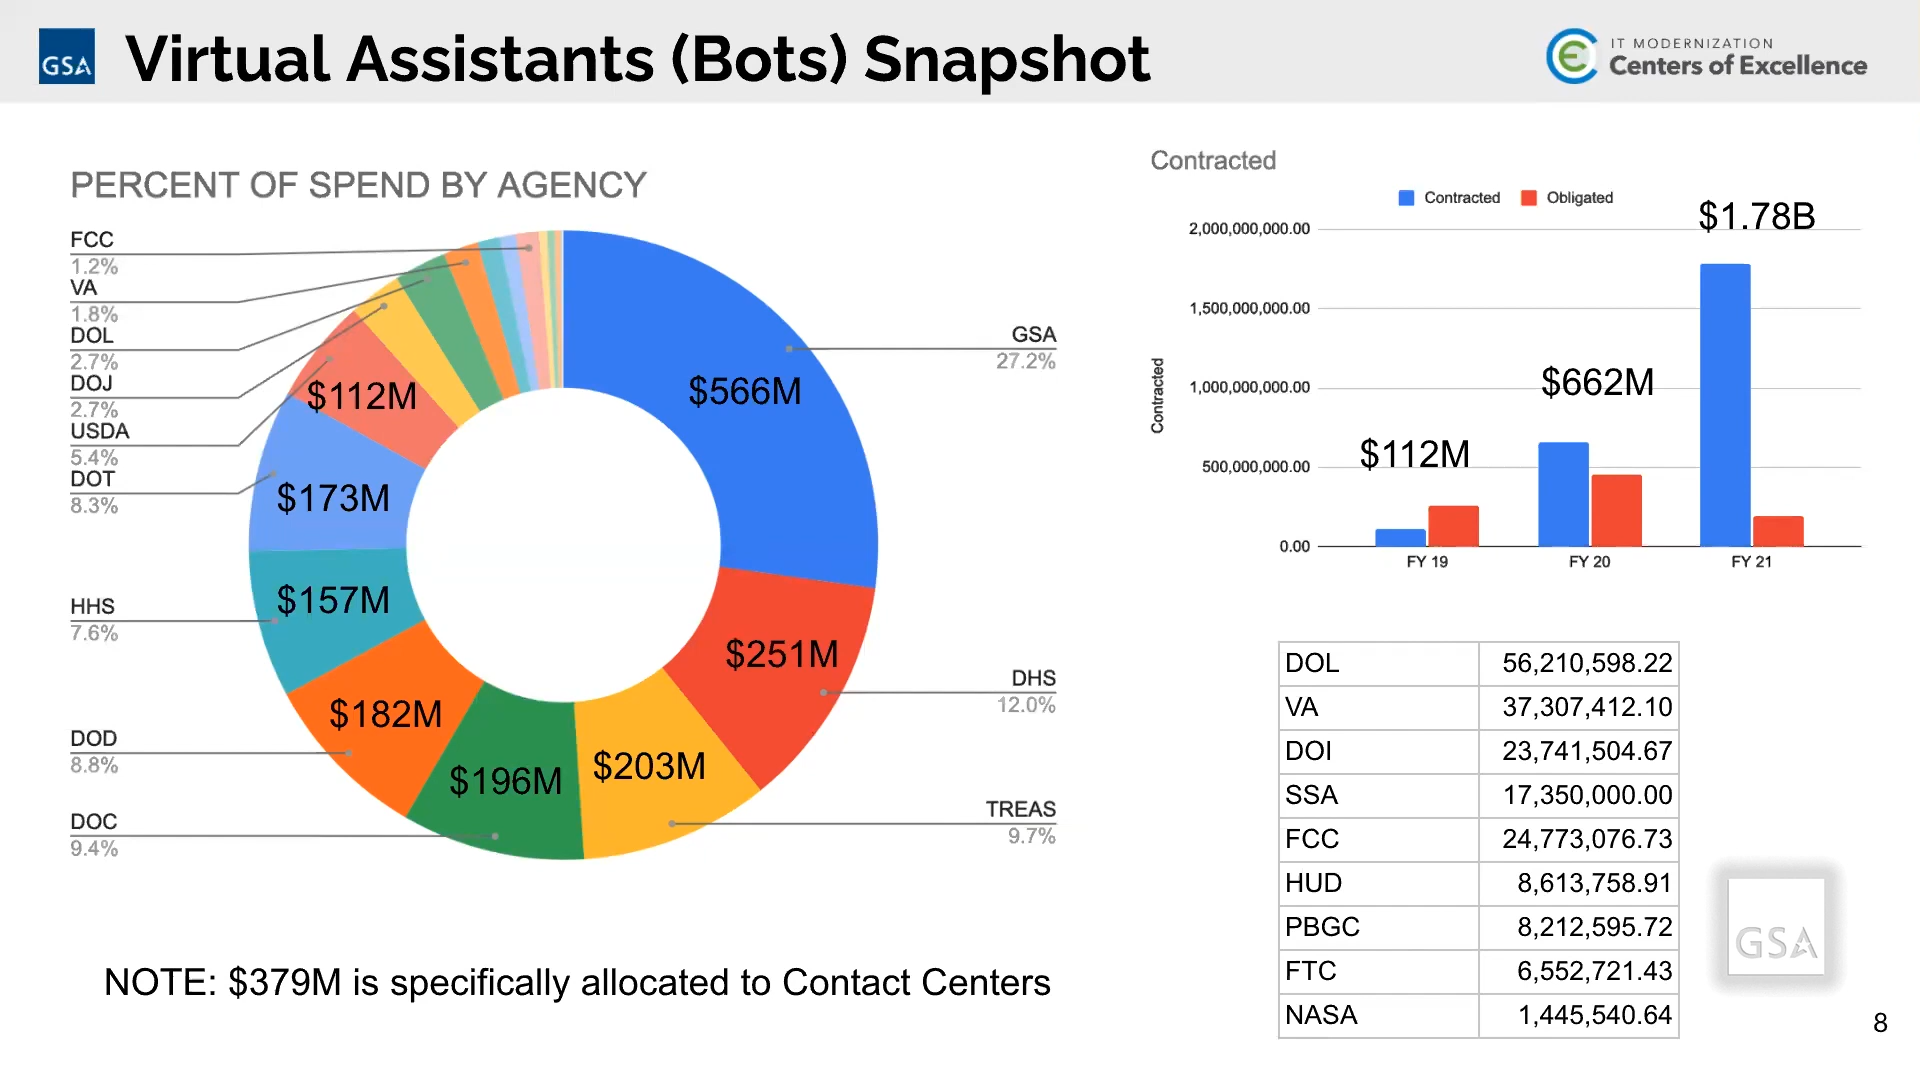 GSA
Virtual Assistants (Bots) Snapshot
IT MODERNIZATION
Centers of Excellence
PERCENT OF SPEND BY AGENCY
FCC
1.2%
VA
1.8%
DOL
2.7%
DOJ
2.7%
USDA
5.4%
DOT
8.3%
HHS
7.6%
DOD
8.8%
DOC
9.4%
GSA
27.2%
DHS
12.0%
TREAS
9.7%
$566M
$251M
$203M
$196M
$182M
$157M
$173M
$112M
Contracted
Contracted
Obligated
Contracted
2,000,000,000.00
1,500,000,000.00
1,000,000,000.00
500,000,000.00
0.00
$112M
$662M
$1.78B
FY 19
FY 20
FY 21
DOL 56,210,598.22
VA 37,307,412.10
DOI 23,741,504.67
SSA 17,350,000.00
FCC 24,773,076.73
HUD 8,613,758.91
PBGC 8,212,595.72
FTC 6,552,721.43
NASA 1,445,540.64
NOTE: $379M is specifically allocated to Contact Centers
GSA
8